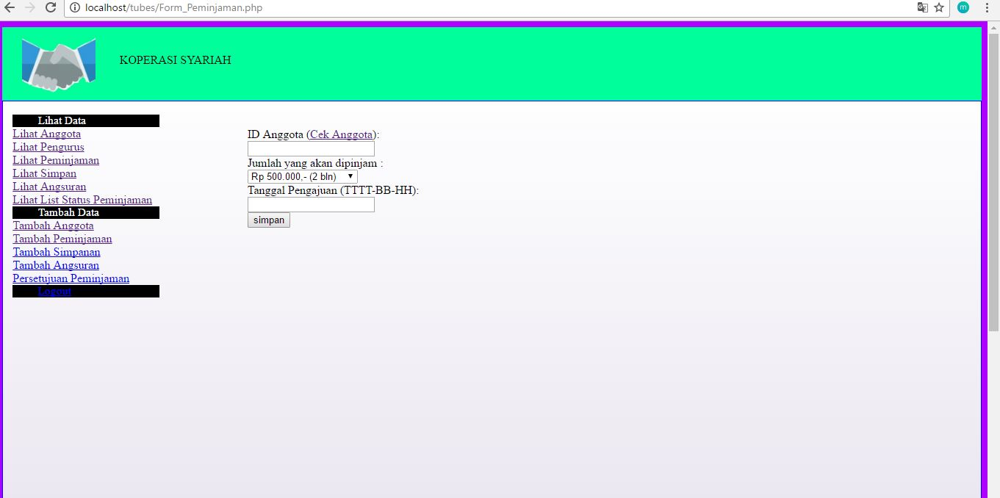 localhost/tubes/Form_Peminjaman.php
m
KOPERASI SYARIAH
Lihat Data
Lihat Anggota
Lihat Pengurus
Lihat Peminjaman
Lihat Simpan
Lihat Angsuran
Lihat List Status Peminjaman
Tambah Data
Tambah Anggota
Tambah Peminjaman
Tambah Simpanan
Tambah Angsuran
Persetujuan Peminjaman
Logout
ID Anggota (Cek Anggota):
Jumlah yang akan dipinjam :
Rp 500.000,- (2 bln)
Tanggal Pengajuan (TTTT-BB-HH):
simpan